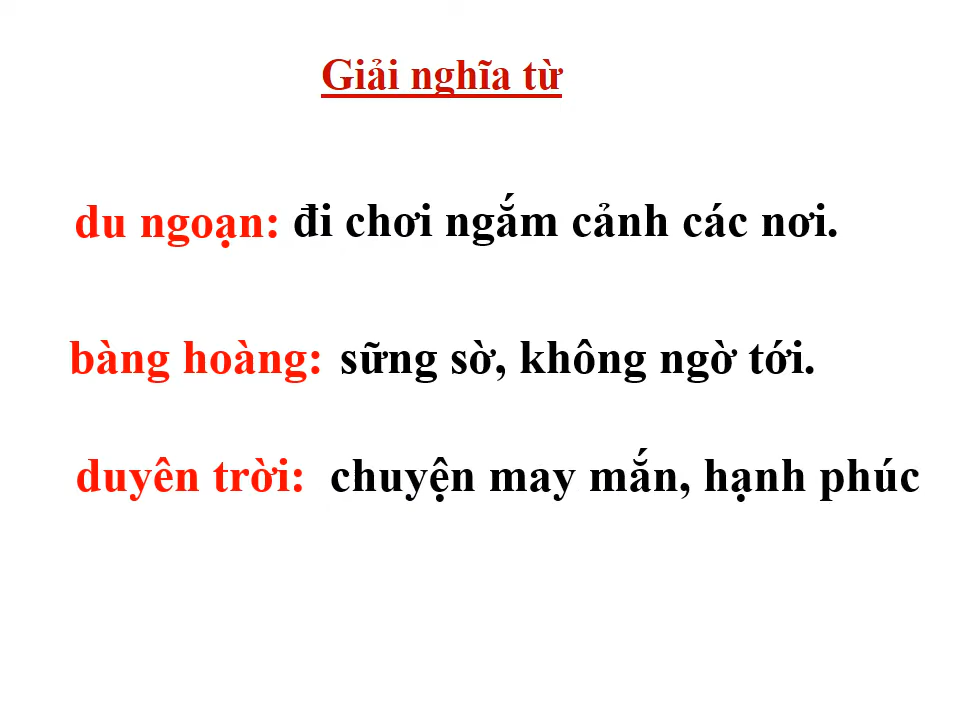 Giải nghĩa từ
du ngoạn: đi chơi ngắm cảnh các nơi.
bàng hoàng: sững sờ, không ngờ tới.
duyên trời: chuyện may mắn, hạnh phúc